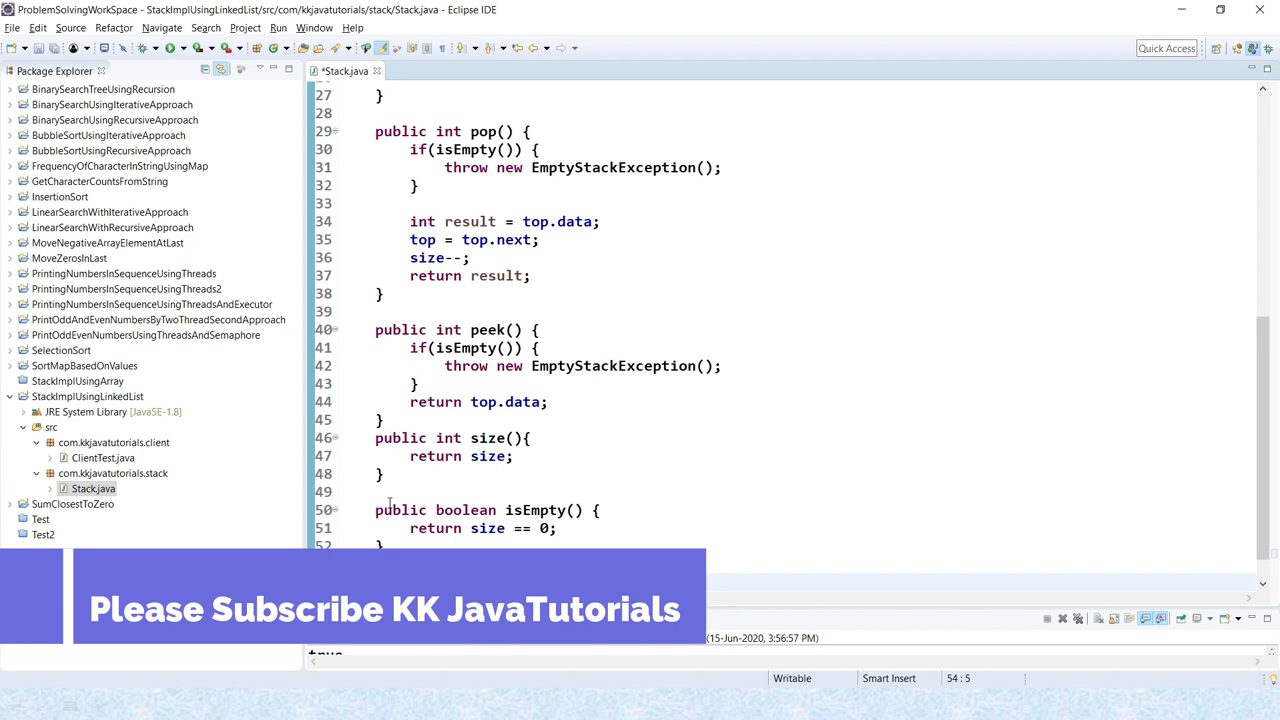 ProblemSolvingWorkSpace - StackImplUsingLinkedList/src/com/kkjavatutorials/stack/Stack.java - Eclipse IDE
File Edit Source Refactor Navigate Search Project Run Window Help
Quick Access
Package Explorer
*Stack.java
BinarySearchTreeUsingRecursion
BinarySearchUsingIterativeApproach
BinarySearchUsingRecursiveApproach
BubbleSortUsingIterativeApproach
BubbleSortUsingRecursiveApproach
FrequencyOfCharacterInStringUsingMap
GetCharacterCountsFromString
InsertionSort
LinearSearchWithIterativeApproach
LinearSearchWithRecursiveApproach
MoveNegativeArrayElementAtLast
MoveZerosInLast
PrintingNumbersInSequenceUsingThreads
PrintingNumbersInSequenceUsingThreads2
PrintingNumbersInSequenceUsingThreadsAndExecutor
PrintOddAndEvenNumbersByTwoThreadSecondApproach
PrintOddEvenNumbersUsingThreadsAndSemaphore
SelectionSort
SortMapBasedOnValues
StackImplUsingArray
StackImplUsingLinkedList
JRE System Library [JavaSE-1.8]
src
com.kkjavatutorials.client
ClientTest.java
com.kkjavatutorials.stack
Stack.java
SumClosestToZero
Test
Test2
27 }
28
29 public int pop() {
30 if(isEmpty()) {
31 throw new EmptyStackException();
32 }
33
34 int result = top.data;
35 top = top.next;
36 size--;
37 return result;
38 }
39
40 public int peek() {
41 if(isEmpty()) {
42 throw new EmptyStackException();
43 }
44 return top.data;
45 }
46 public int size(){
47 return size;
48 }
49
50 public boolean isEmpty() {
51 return size == 0;
52 }
Please Subscribe KK JavaTutorials
(15-Jun-2020, 3:56:57 PM)
true
Writable Smart Insert 54 : 5